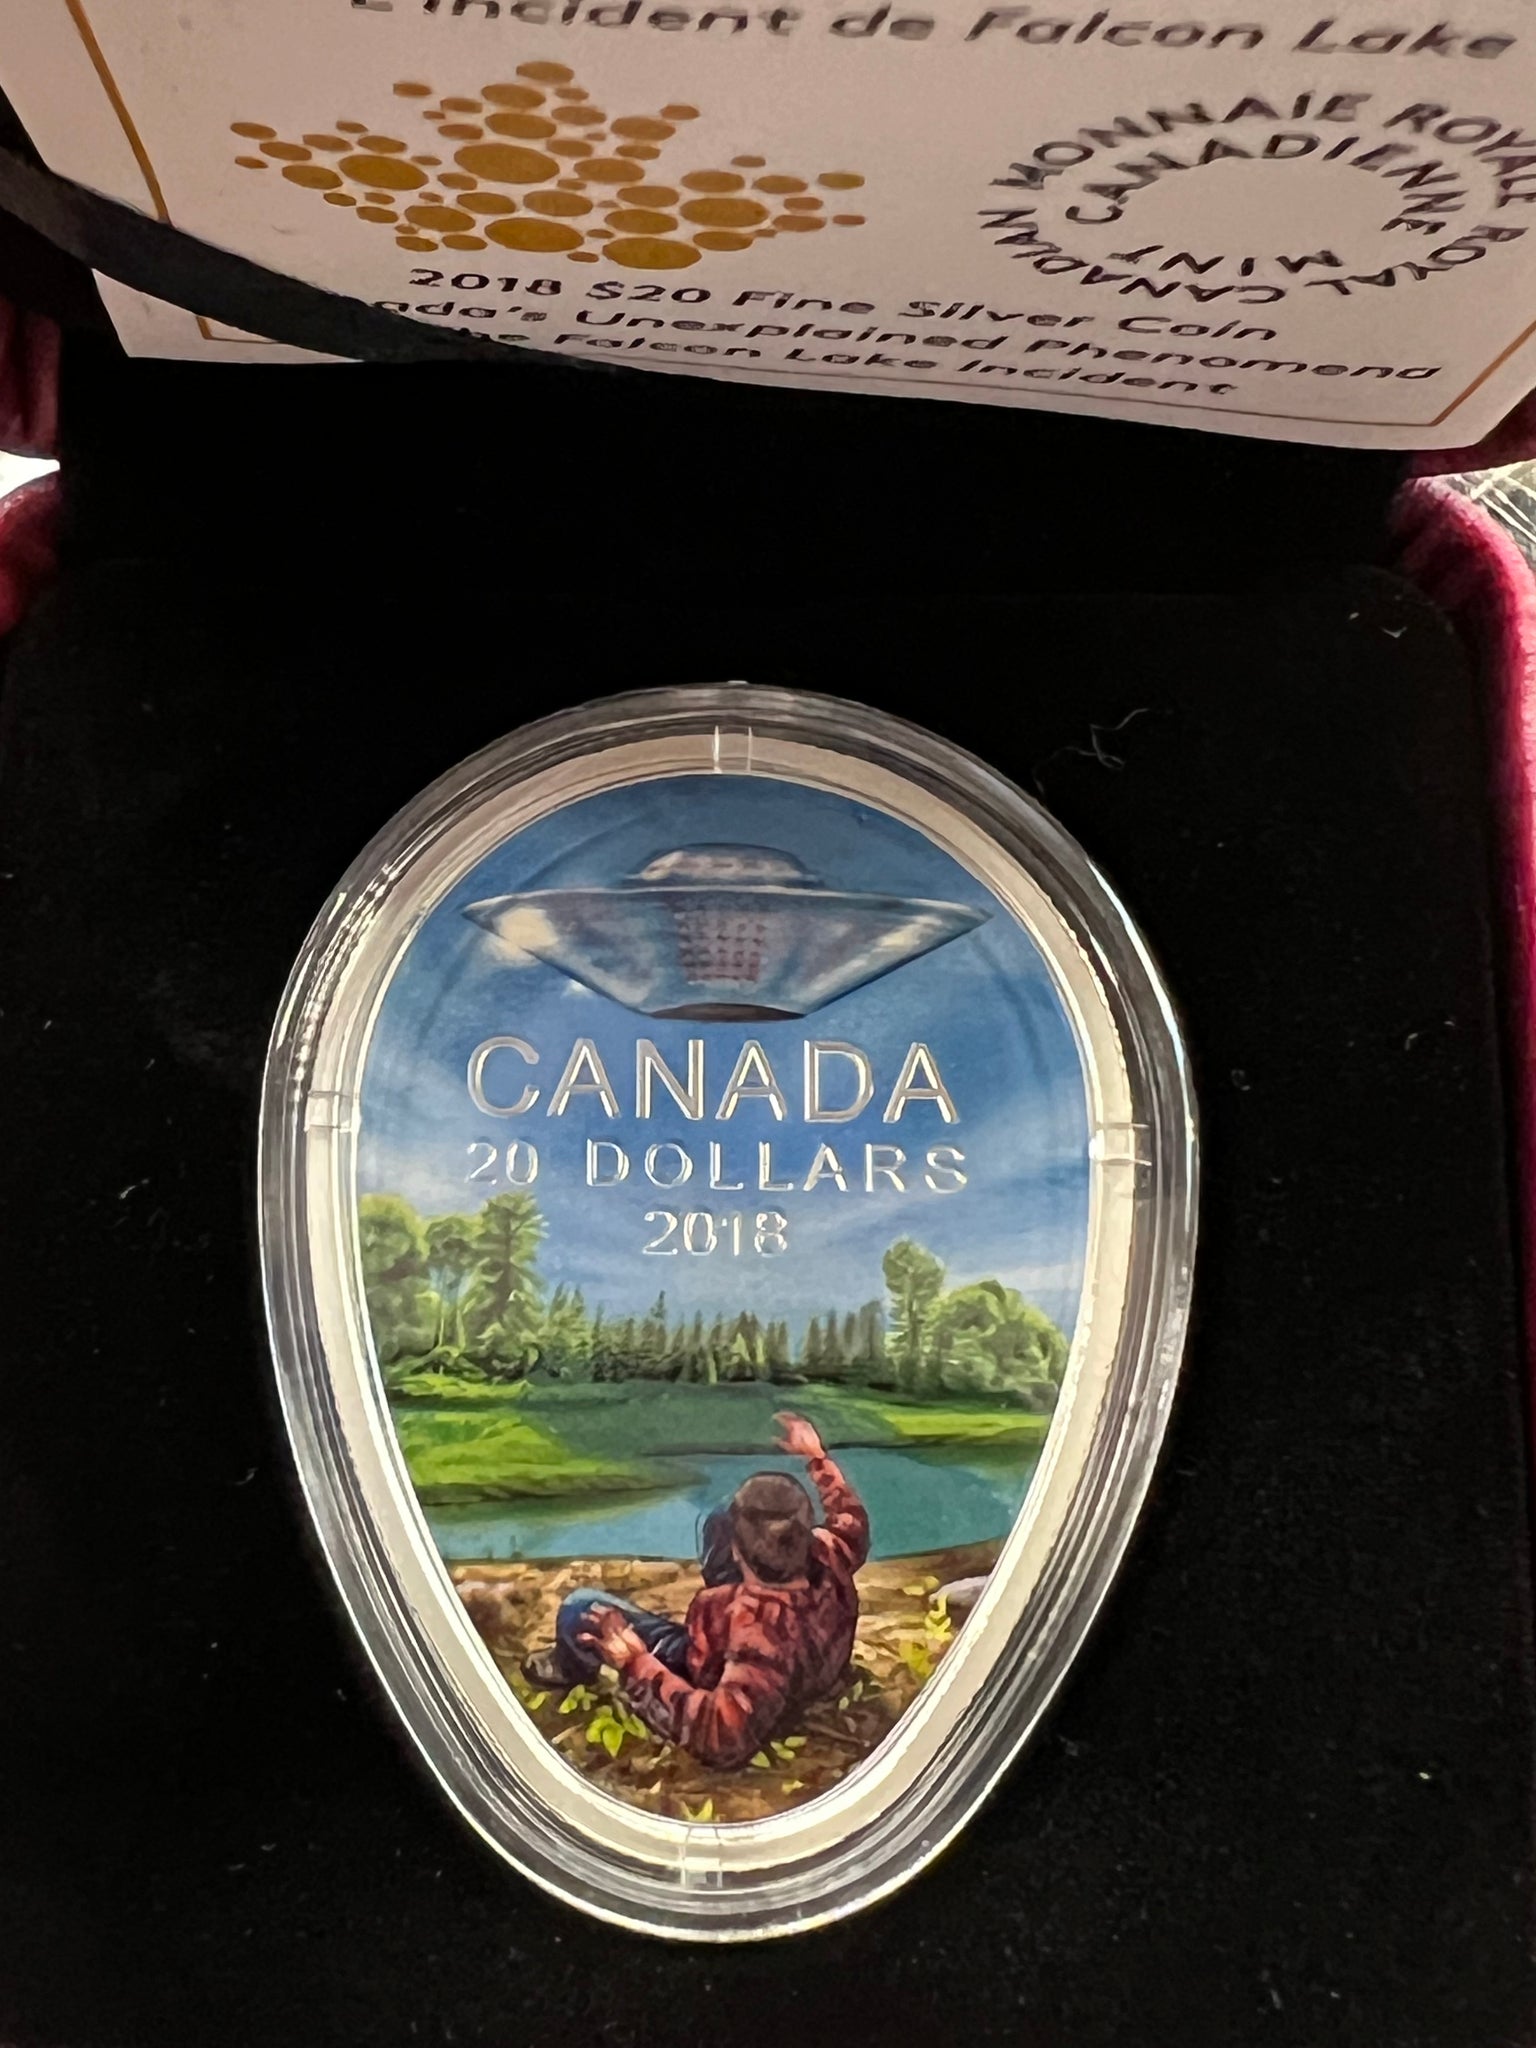 L'incident de Falcon Lake
MONNAIE ROYALE CANADIENNE
ROYAL CANADIAN MINT
2018 $20 Fine Silver Coin
Unexplained Phenomena
Falcon Lake Incident
CANADA
20 DOLLARS
2018